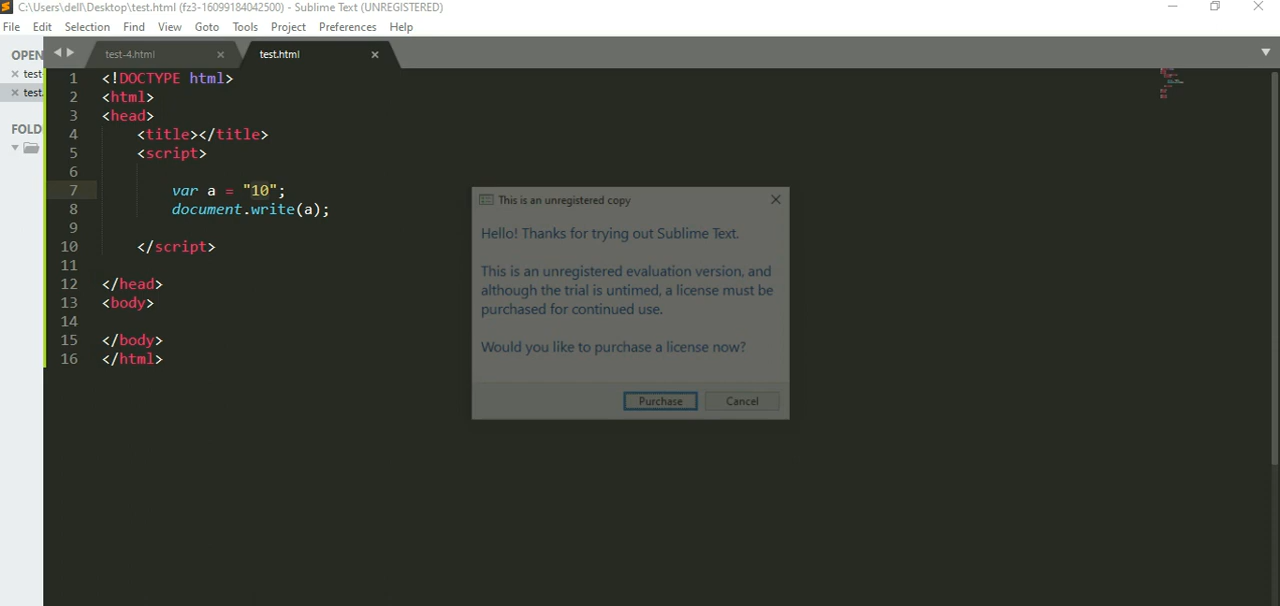 C:\Users\dell\Desktop\test.html (fz3-16099184042500) - Sublime Text (UNREGISTERED)
File Edit Selection Find View Goto Tools Project Preferences Help
OPEN
test-4.html
test.html
test
test.
FOLD
1 <!DOCTYPE html>
2 <html>
3 <head>
4 <title></title>
5 <script>
6
7 var a = "10";
8 document.write(a);
9
10 </script>
11
12 </head>
13 <body>
14
15 </body>
16 </html>
This is an unregistered copy
Hello! Thanks for trying out Sublime Text.
This is an unregistered evaluation version, and
although the trial is untimed, a license must be
purchased for continued use.
Would you like to purchase a license now?
Purchase Cancel